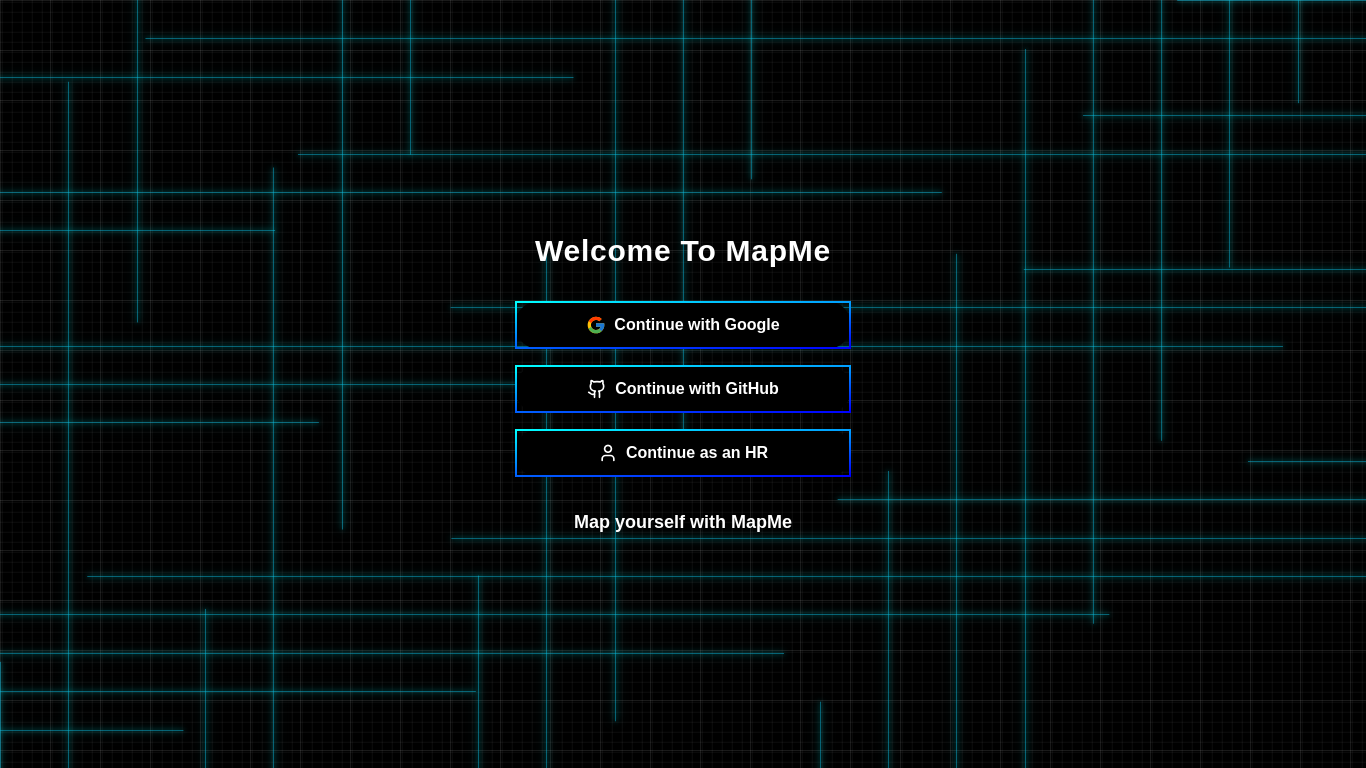 Welcome To MapMe
Continue with Google
Continue with GitHub
Continue as an HR
Map yourself with MapMe